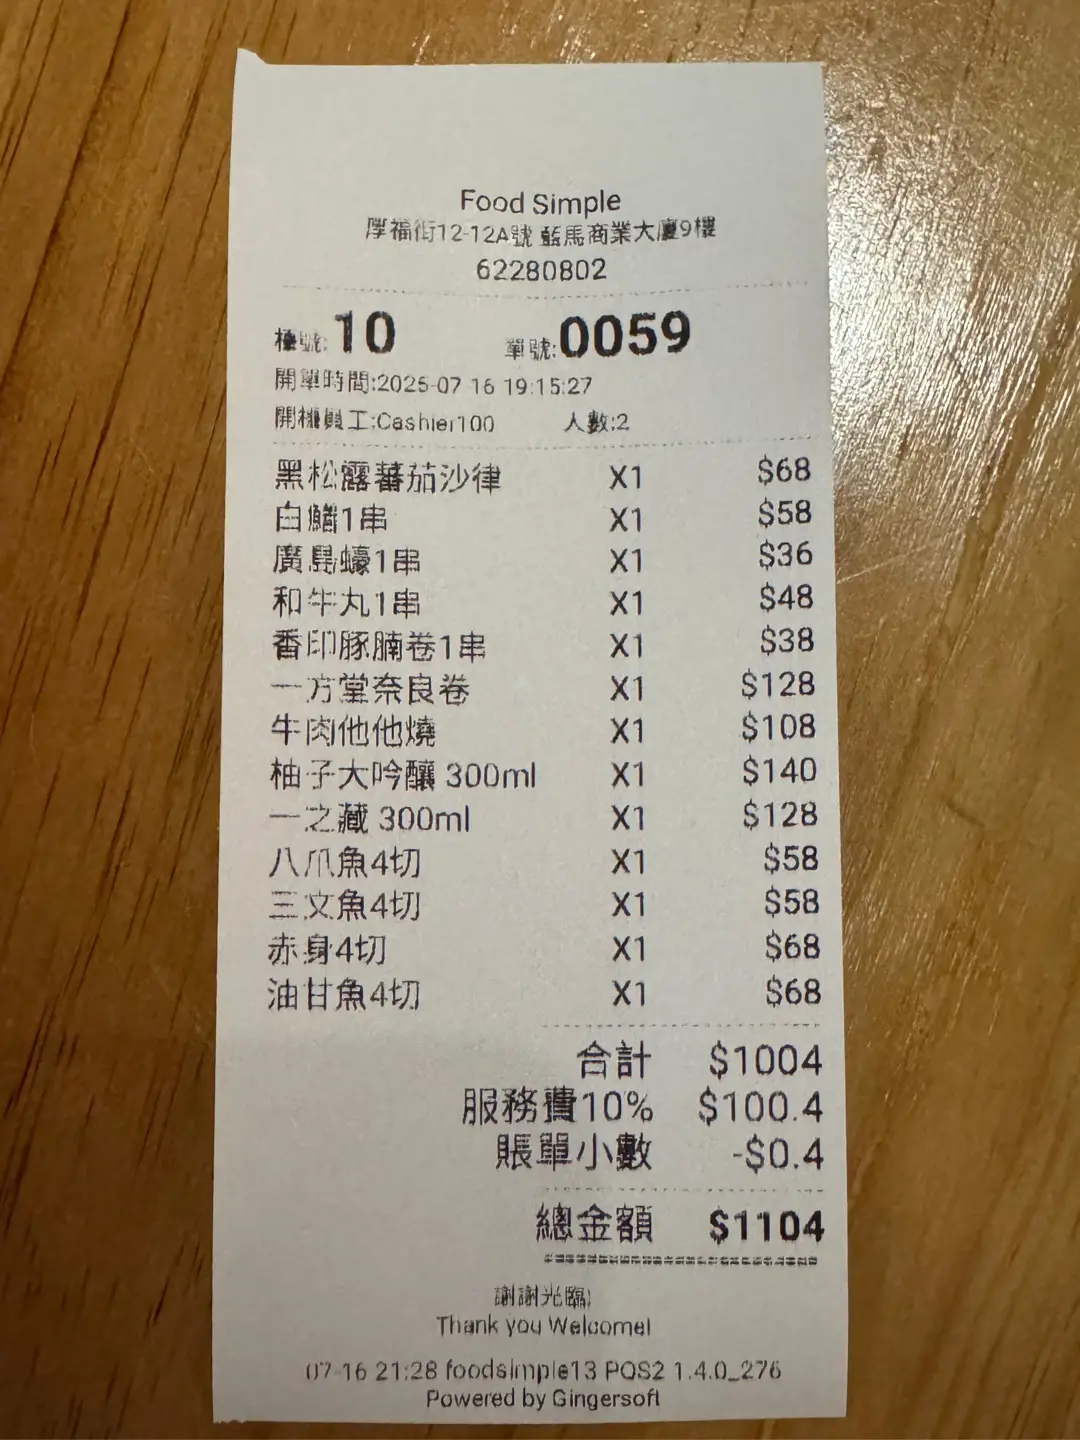 Food Simple
厚福街12-12A號 藍馬商業大廈9樓
62280802
檯號:10 單號:0059
開單時間:2025-07-16 19:15:27
開機員工:Cashier100 人數:2
黑松露蕃茄沙律 X1 $68
白鱔1串 X1 $58
廣島蠔1串 X1 $36
和牛丸1串 X1 $48
番印豚腩卷1串 X1 $38
一方堂奈良卷 X1 $128
牛肉他他燒 X1 $108
柚子大吟釀 300ml X1 $140
一之藏 300ml X1 $128
八爪魚4切 X1 $58
三文魚4切 X1 $58
赤身4切 X1 $68
油甘魚4切 X1 $68
合計 $1004
服務費10% $100.4
賬單小數 -$0.4
總金額 $1104
謝謝光臨!
Thank you Welcome!
07-16 21:28 foodsimple13 POS2 1.4.0_276
Powered by Gingersoft